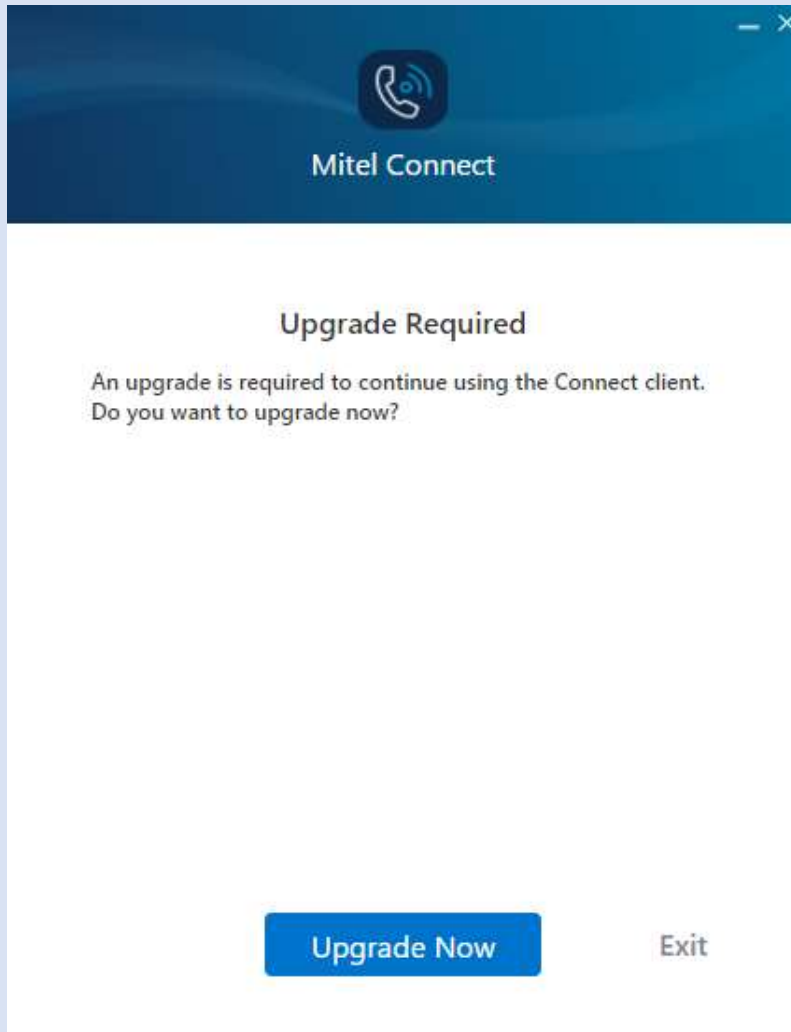 Mitel Connect
Upgrade Required
An upgrade is required to continue using the Connect client.
Do you want to upgrade now?
Upgrade Now
Exit